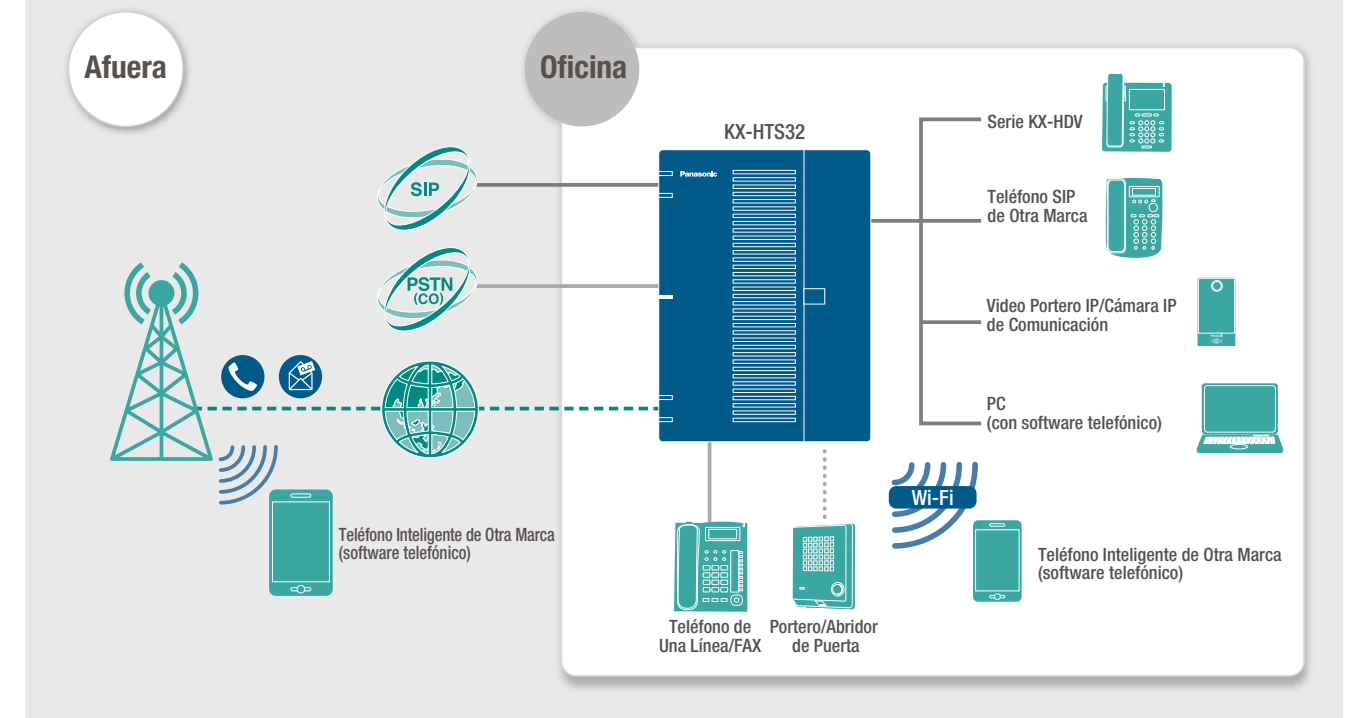 Afuera
Oficina
KX-HTS32
Panasonic
SIP
PSTN
(CO)
Serie KX-HDV
Teléfono SIP
de Otra Marca
Video Portero IP/Cámara IP
de Comunicación
PC
(con software telefónico)
Wi-Fi
Teléfono Inteligente de Otra Marca
(software telefónico)
Teléfono Inteligente de Otra Marca
(software telefónico)
Teléfono de
Una Línea/FAX
Portero/Abridor
de Puerta